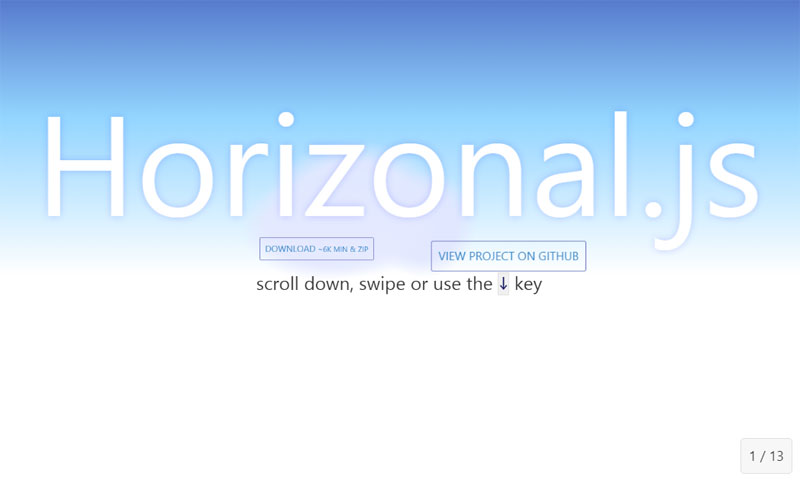 Horizonal.js
DOWNLOAD ~6K MIN & ZIP
VIEW PROJECT ON GITHUB
scroll down, swipe or use the ↓ key
1 / 13